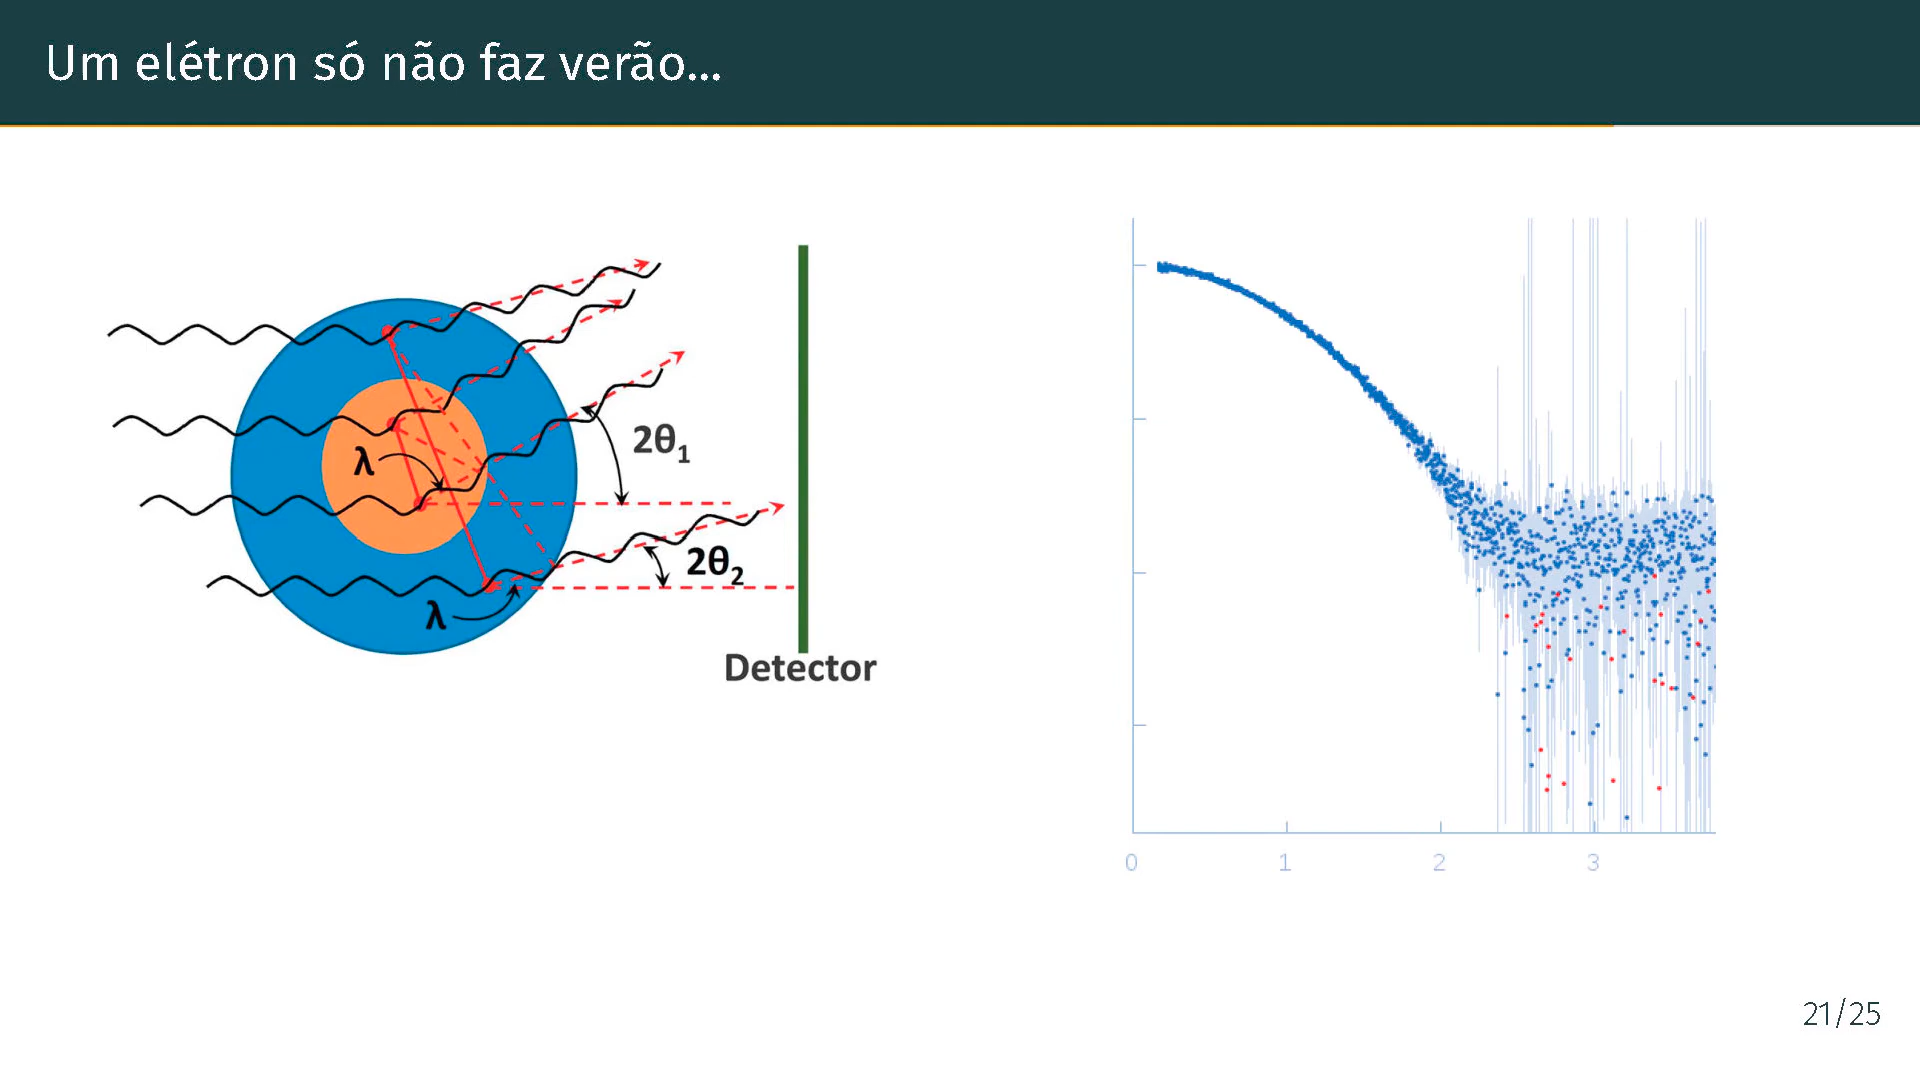 Um elétron só não faz verão...
λ
2θ1
2θ2
λ
Detector
0 1 2 3
21/25